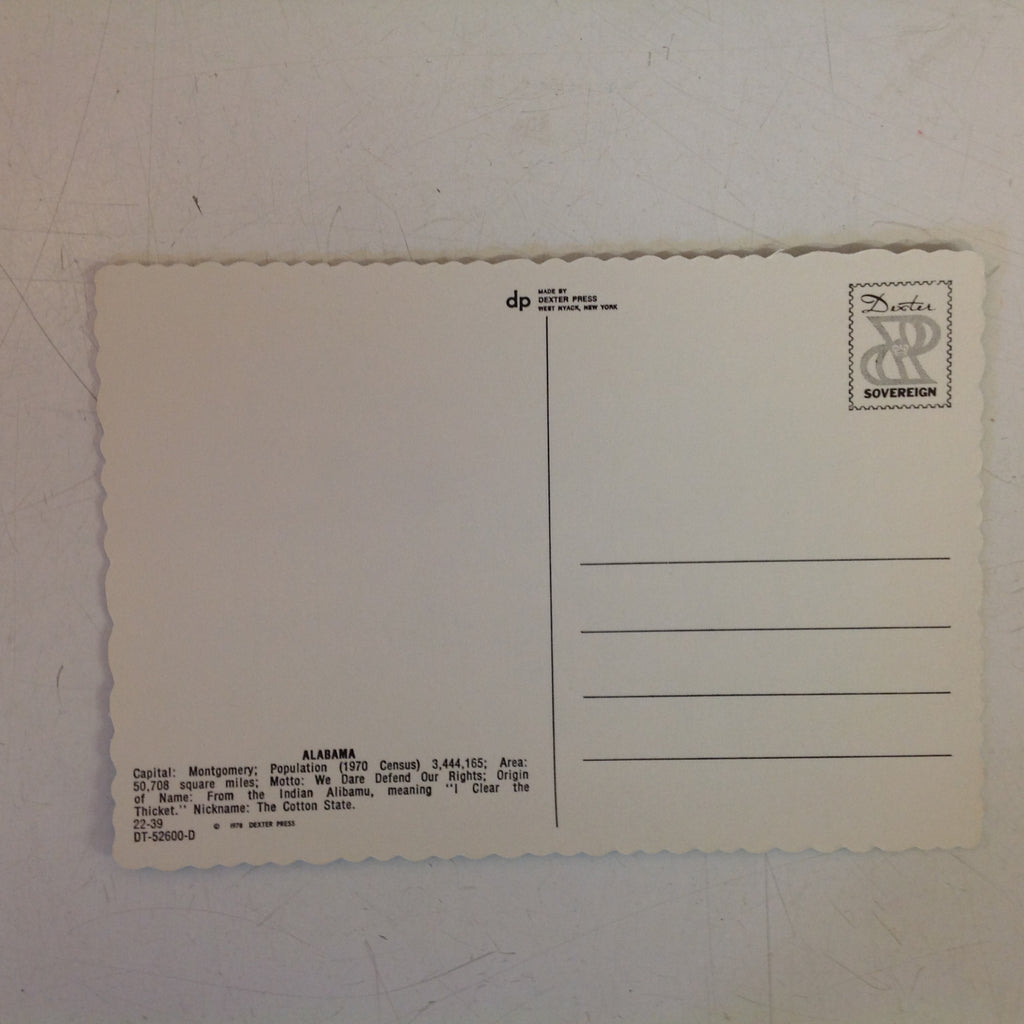 dp MADE BY
DEXTER PRESS
WEST NYACK, NEW YORK
Dexter
SOVEREIGN
ALABAMA
Capital: Montgomery; Population (1970 Census) 3,444,165; Area:
50,708 square miles; Motto: We Dare Defend Our Rights; Origin
of Name: From the Indian Alibamu, meaning "I Clear the
Thicket." Nickname: The Cotton State.
22-39 © 1978 DEXTER PRESS
DT-52600-D